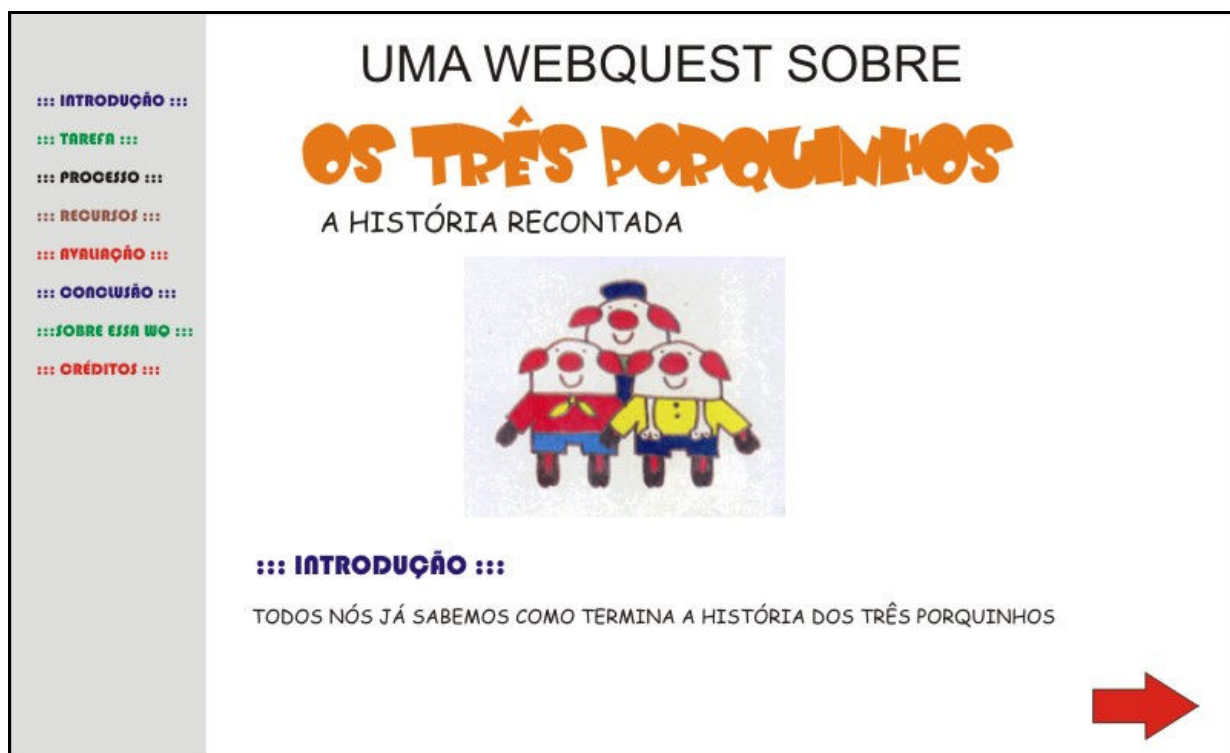 ::: INTRODUÇÃO :::
::: TAREFA :::
::: PROCESSO :::
::: RECURSOS :::
::: AVALIAÇÃO :::
::: CONCLUSÃO :::
:::SOBRE ESSA WQ :::
::: CRÉDITOS :::
UMA WEBQUEST SOBRE
OS TRÊS PORQUINHOS
A HISTÓRIA RECONTADA
::: INTRODUÇÃO :::
TODOS NÓS JÁ SABEMOS COMO TERMINA A HISTÓRIA DOS TRÊS PORQUINHOS